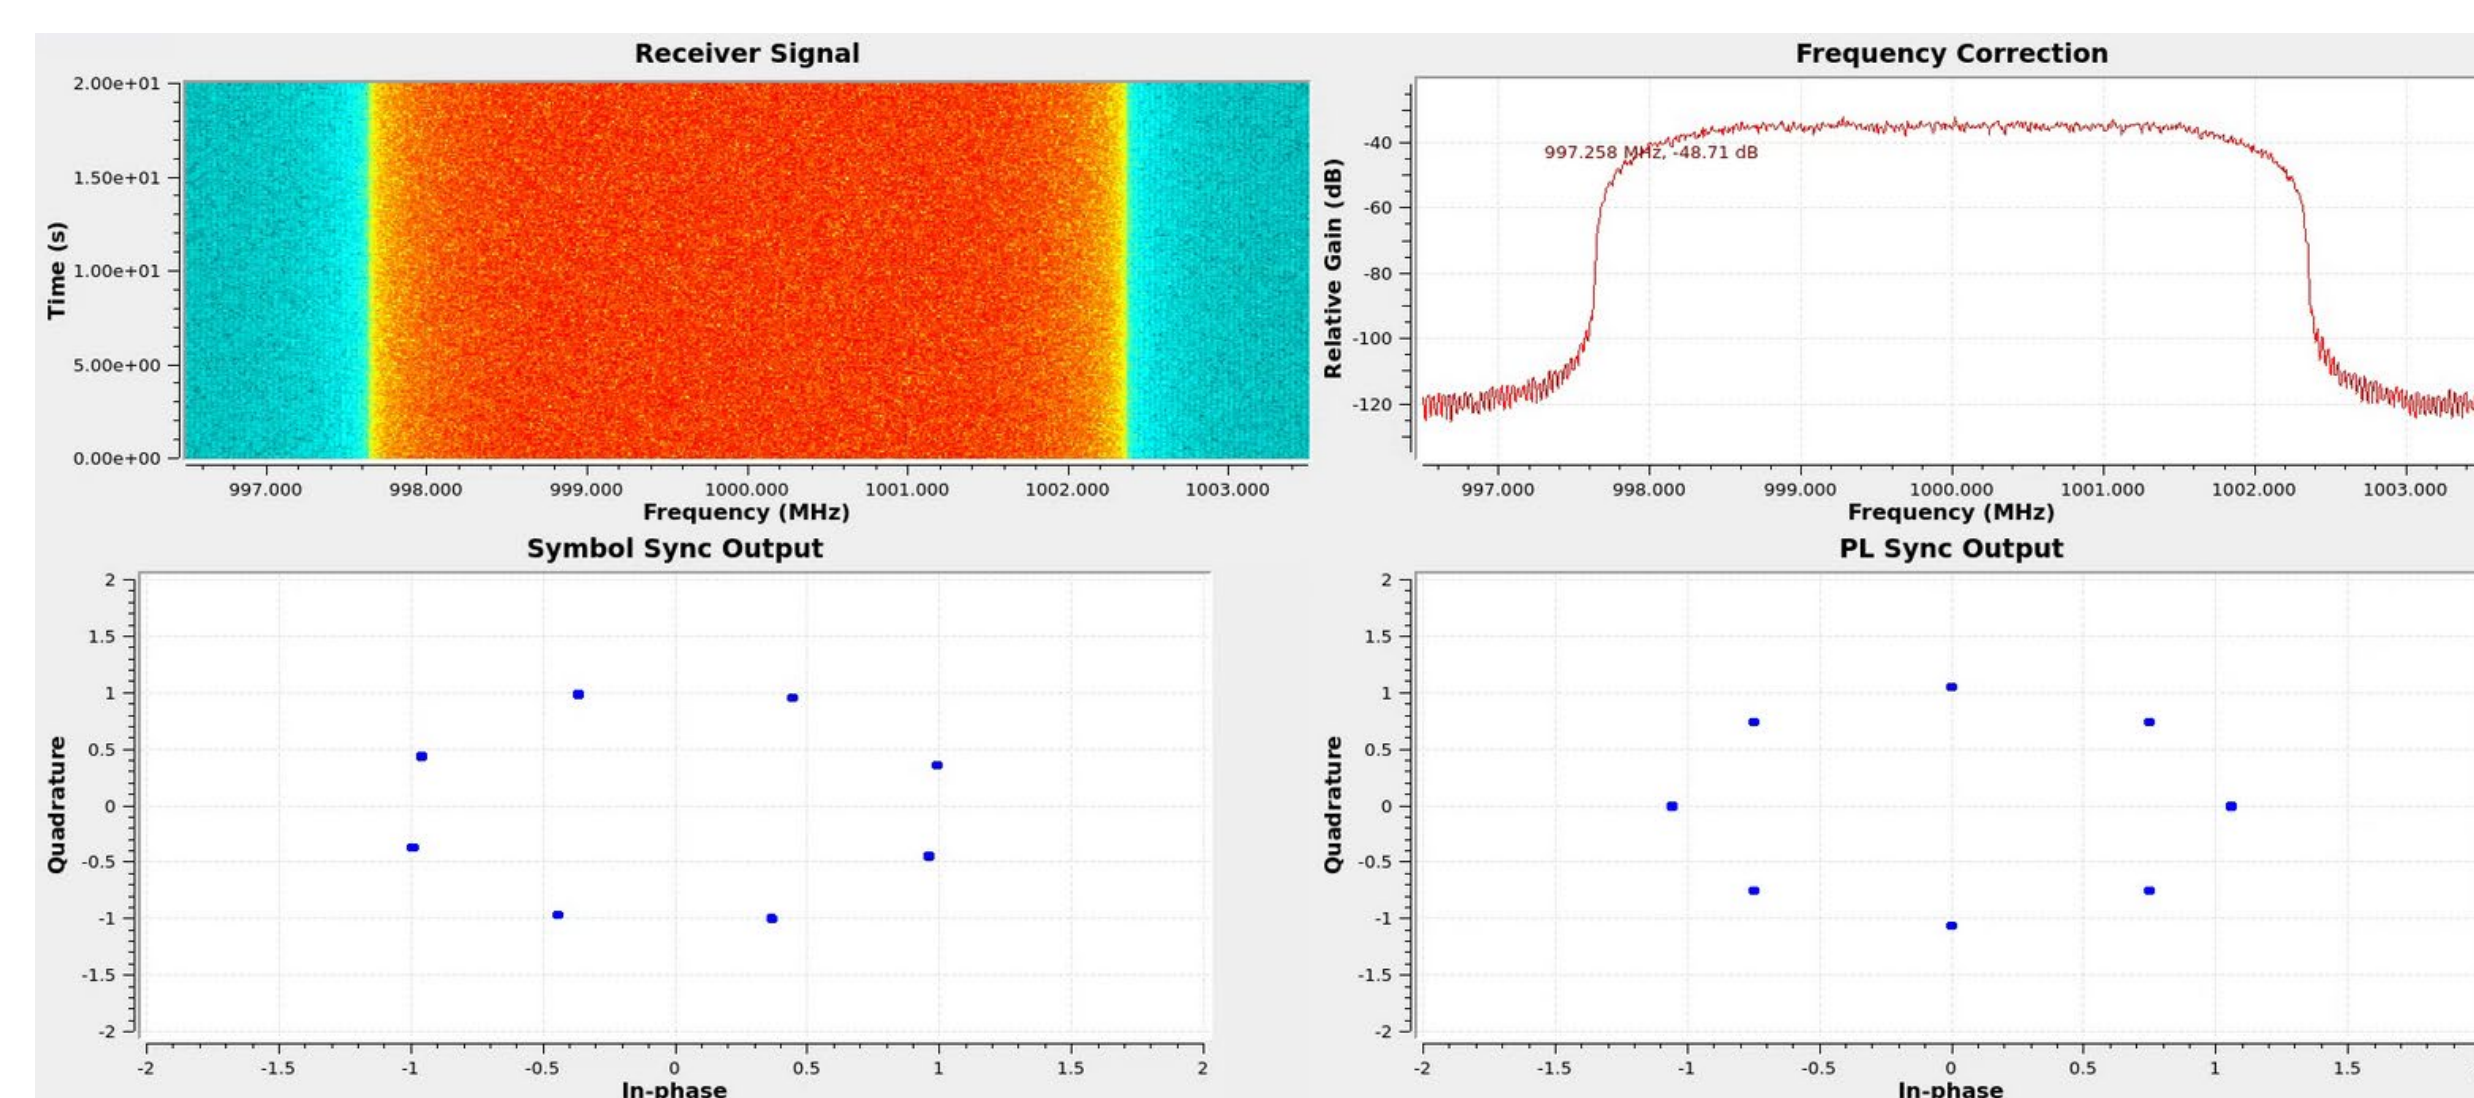 Receiver Signal
2.00e+01
1.50e+01
1.00e+01
5.00e+00
0.00e+00
Time (s)
997.000 998.000 999.000 1000.000 1001.000 1002.000 1003.000
Frequency (MHz)
Frequency Correction
-40
-60
-80
-100
-120
Relative Gain (dB)
997.258 MHz, -48.71 dB
997.000 998.000 999.000 1000.000 1001.000 1002.000 1003.000
Frequency (MHz)
Symbol Sync Output
2
1.5
1
0.5
0
-0.5
-1
-1.5
-2
Quadrature
-2 -1.5 -1 -0.5 0 0.5 1 1.5 2
In-phase
PL Sync Output
2
1.5
1
0.5
0
-0.5
-1
-1.5
-2
Quadrature
-2 -1.5 -1 -0.5 0 0.5 1 1.5
In-phase